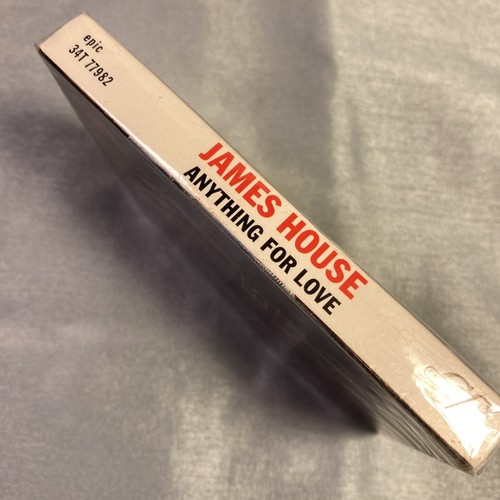 epic
34T 77982
JAMES HOUSE
ANYTHING FOR LOVE